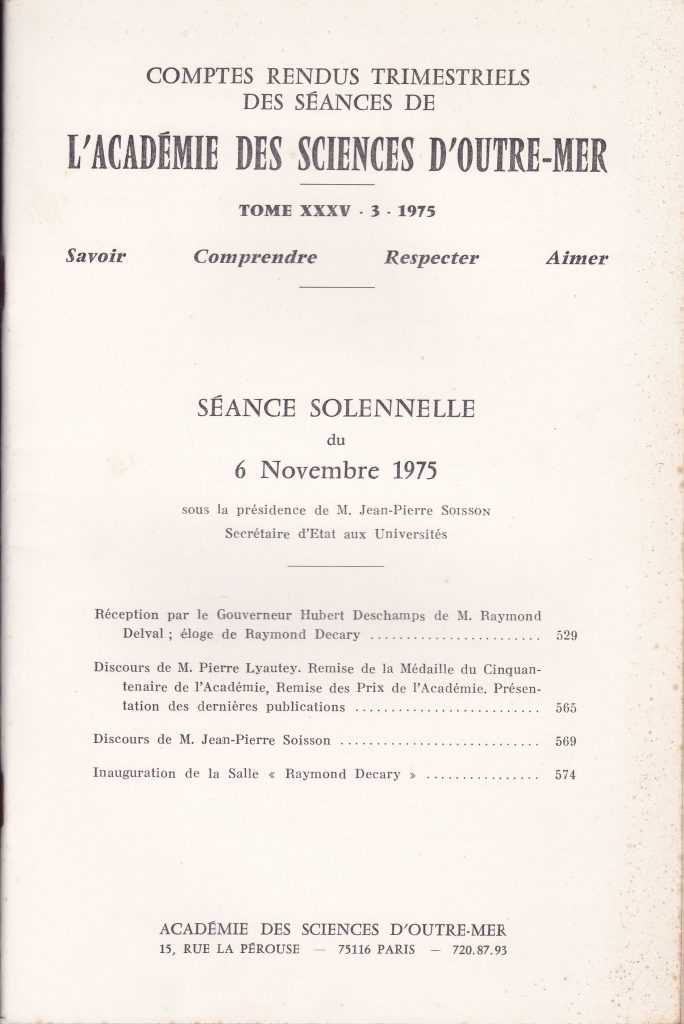 COMPTES RENDUS TRIMESTRIELS
DES SÉANCES DE
L'ACADÉMIE DES SCIENCES D'OUTRE-MER
TOME XXXV - 3 - 1975
Savoir Comprendre Respecter Aimer
SÉANCE SOLENNELLE
du
6 Novembre 1975
sous la présidence de M. Jean-Pierre SOISSON
Secrétaire d'Etat aux Universités
Réception par le Gouverneur Hubert Deschamps de M. Raymond
Delval ; éloge de Raymond Decary ........................ 529
Discours de M. Pierre Lyautey. Remise de la Médaille du Cinquan-
tenaire de l'Académie, Remise des Prix de l'Académie. Présen-
tation des dernières publications .......................... 565
Discours de M. Jean-Pierre Soisson ............................ 569
Inauguration de la Salle « Raymond Decary » ................ 574
ACADÉMIE DES SCIENCES D'OUTRE-MER
15, RUE LA PÉROUSE — 75116 PARIS — 720.87.93